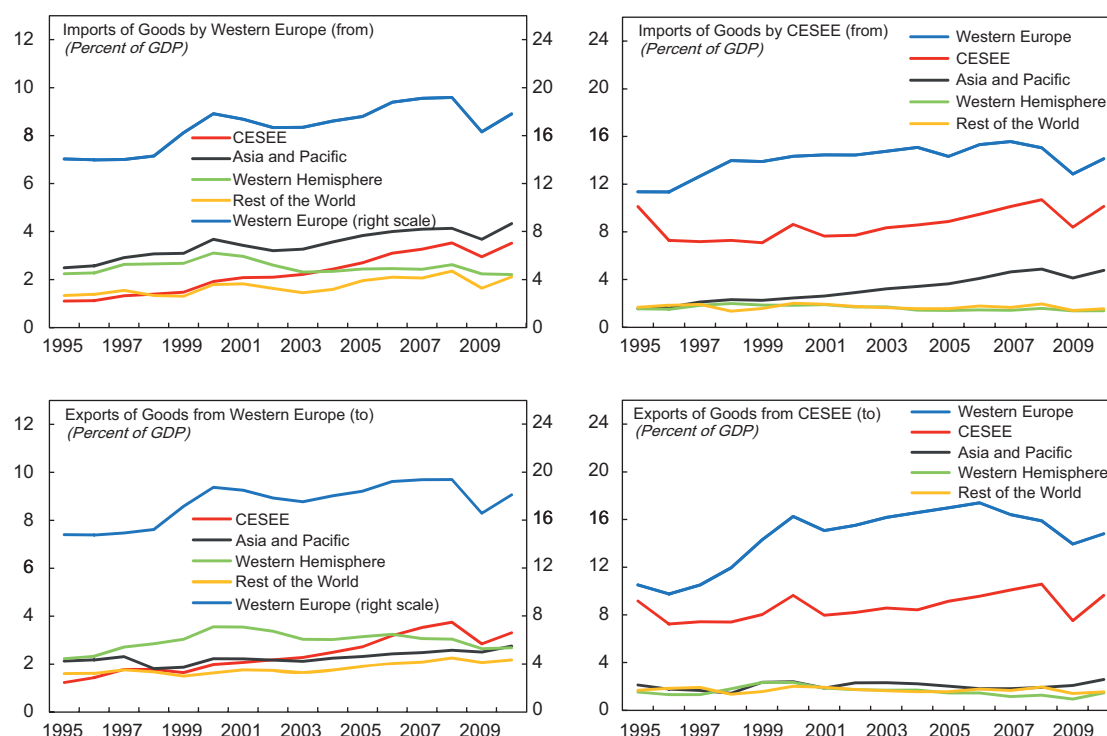 Imports of Goods by Western Europe (from)
(Percent of GDP)
12
10
8
6
4
2
0
24
20
16
12
8
4
0
CESEE
Asia and Pacific
Western Hemisphere
Rest of the World
Western Europe (right scale)
1995 1997 1999 2001 2003 2005 2007 2009
Imports of Goods by CESEE (from)
(Percent of GDP)
24
20
16
12
8
4
0
Western Europe
CESEE
Asia and Pacific
Western Hemisphere
Rest of the World
1995 1997 1999 2001 2003 2005 2007 2009
Exports of Goods from Western Europe (to)
(Percent of GDP)
12
10
8
6
4
2
0
24
20
16
12
8
4
0
CESEE
Asia and Pacific
Western Hemisphere
Rest of the World
Western Europe (right scale)
1995 1997 1999 2001 2003 2005 2007 2009
Exports of Goods from CESEE (to)
(Percent of GDP)
24
20
16
12
8
4
0
Western Europe
CESEE
Asia and Pacific
Western Hemisphere
Rest of the World
1995 1997 1999 2001 2003 2005 2007 2009